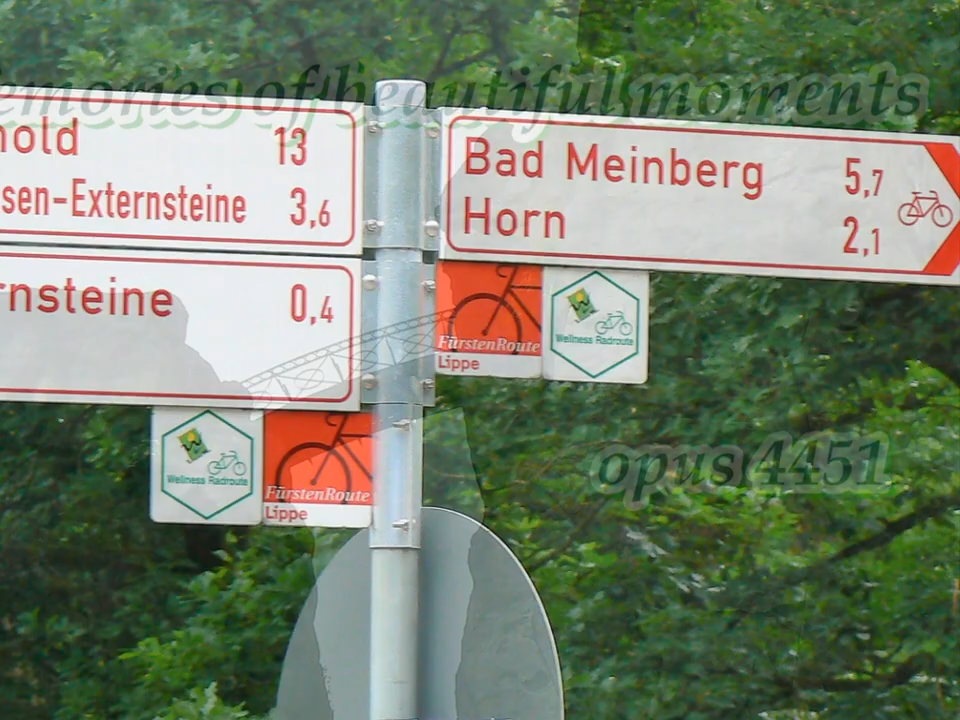 emories of beautiful moments
hold 13
sen-Externsteine 3,6
rnsteine 0,4
Bad Meinberg 5,7
Horn 2,1
FürstenRoute
Lippe
Wellness Radroute
Wellness Radroute
FürstenRoute
Lippe
opus4451